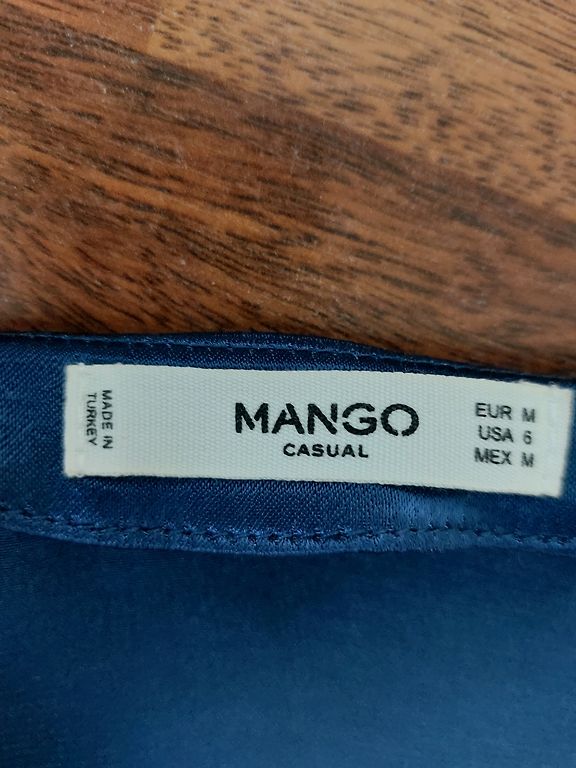 MADE IN
TURKEY
MANGO
CASUAL
EUR M
USA 6
MEX M